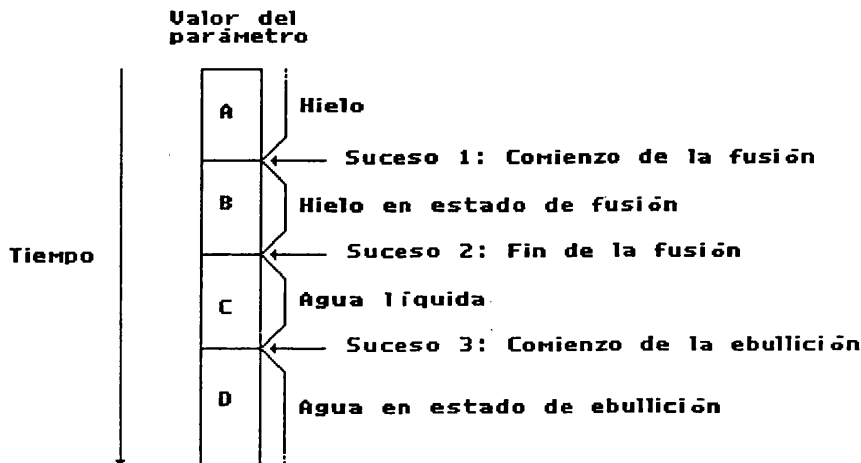 Valor del
parámetro
A
Hielo
Suceso 1: Comienzo de la fusión
B
Hielo en estado de fusión
Tiempo
Suceso 2: Fin de la fusión
C
Agua líquida
Suceso 3: Comienzo de la ebullición
D
Agua en estado de ebullición